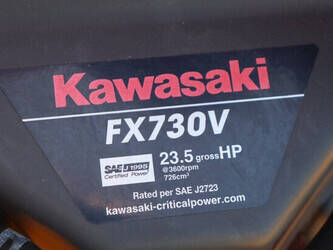 Kawasaki
FX730V
SAE J1995
Certified Power
23.5 gross HP
@3600rpm
726cm³
Rated per SAE J2723
kawasaki-criticalpower.com